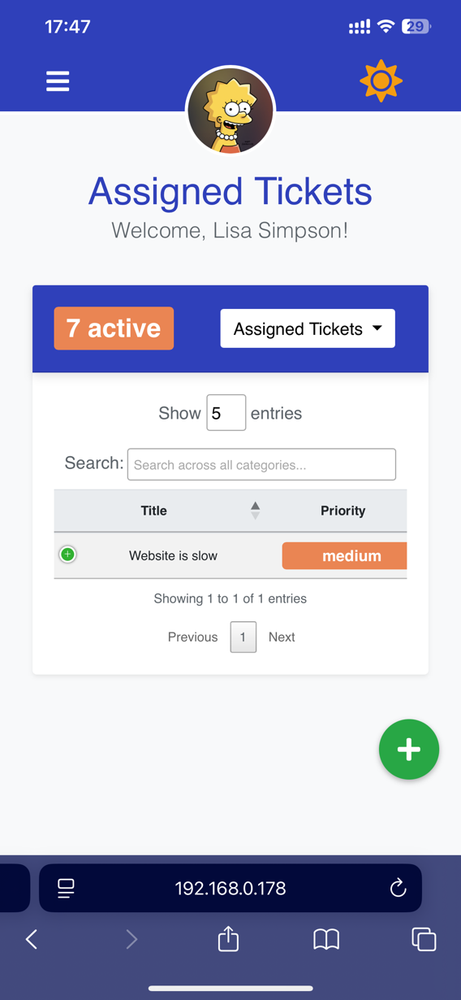 17:47
29
Assigned Tickets
Welcome, Lisa Simpson!
7 active
Assigned Tickets
Show 5 entries
Search: Search across all categories...
Title Priority
Website is slow medium
Showing 1 to 1 of 1 entries
Previous 1 Next
192.168.0.178